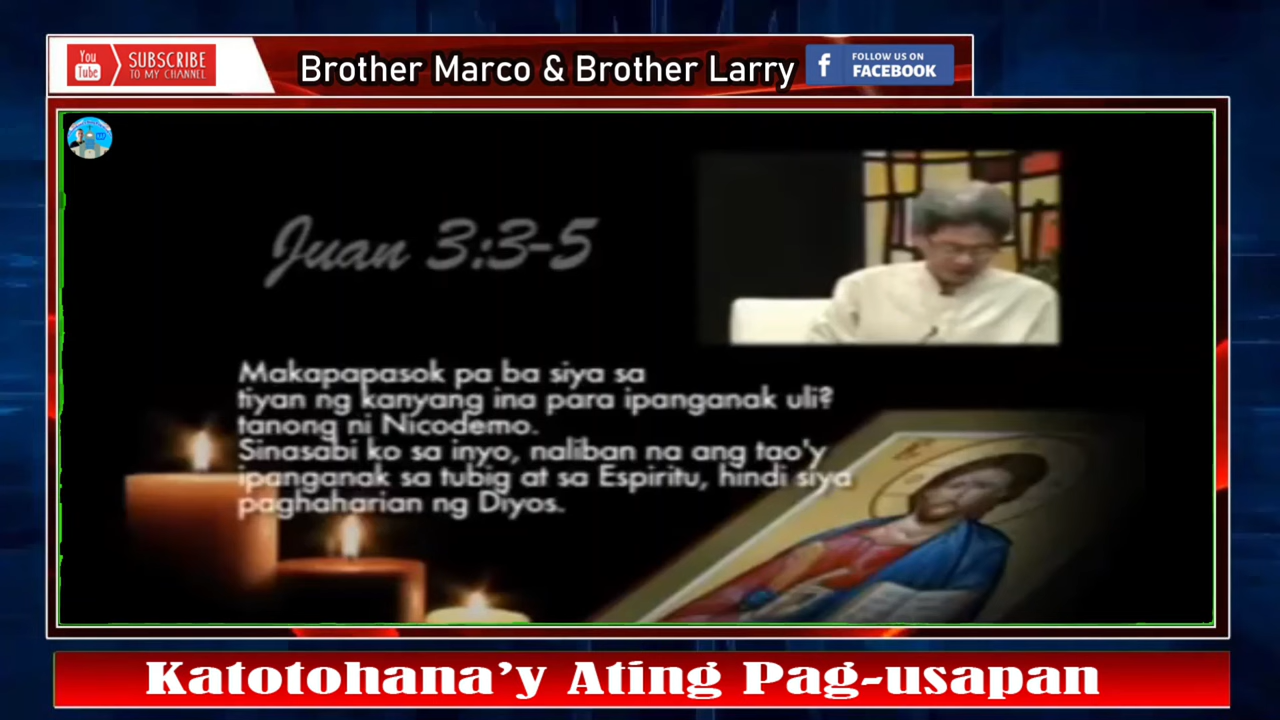 You
Tube
SUBSCRIBE
TO MY CHANNEL
Brother Marco & Brother Larry
f
FOLLOW US ON
FACEBOOK
Juan 3:3-5
Makapapasok pa ba siya sa
tiyan ng kanyang ina para ipanganak uli?
tanong ni Nicodemo.
Sinasabi ko sa inyo, naliban na ang tao'y
ipanganak sa tubig at sa Espiritu, hindi siya
paghaharian ng Diyos.
Katotohana’y Ating Pag-usapan